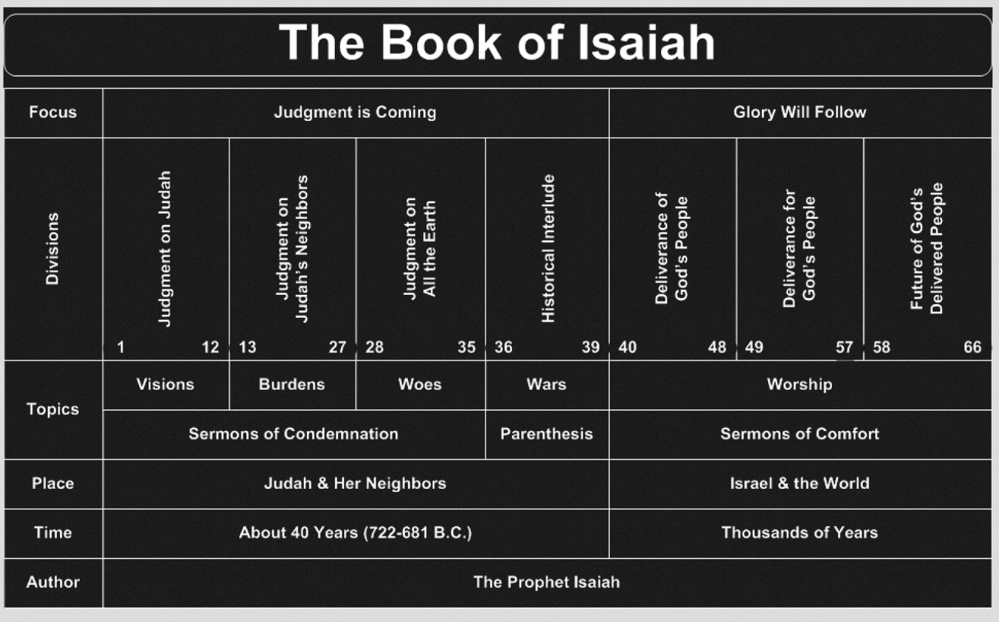 The Book of Isaiah
Focus
Judgment is Coming
Glory Will Follow
Divisions
Judgment on Judah
Judgment on
Judah's Neighbors
Judgment on
All the Earth
Historical Interlude
Deliverance of
God's People
Deliverance for
God's People
Future of God's
Delivered People
1 12 13 27 28 35 36 39 40 48 49 57 58 66
Topics
Visions
Burdens
Woes
Wars
Worship
Sermons of Condemnation
Parenthesis
Sermons of Comfort
Place
Judah & Her Neighbors
Israel & the World
Time
About 40 Years (722-681 B.C.)
Thousands of Years
Author
The Prophet Isaiah